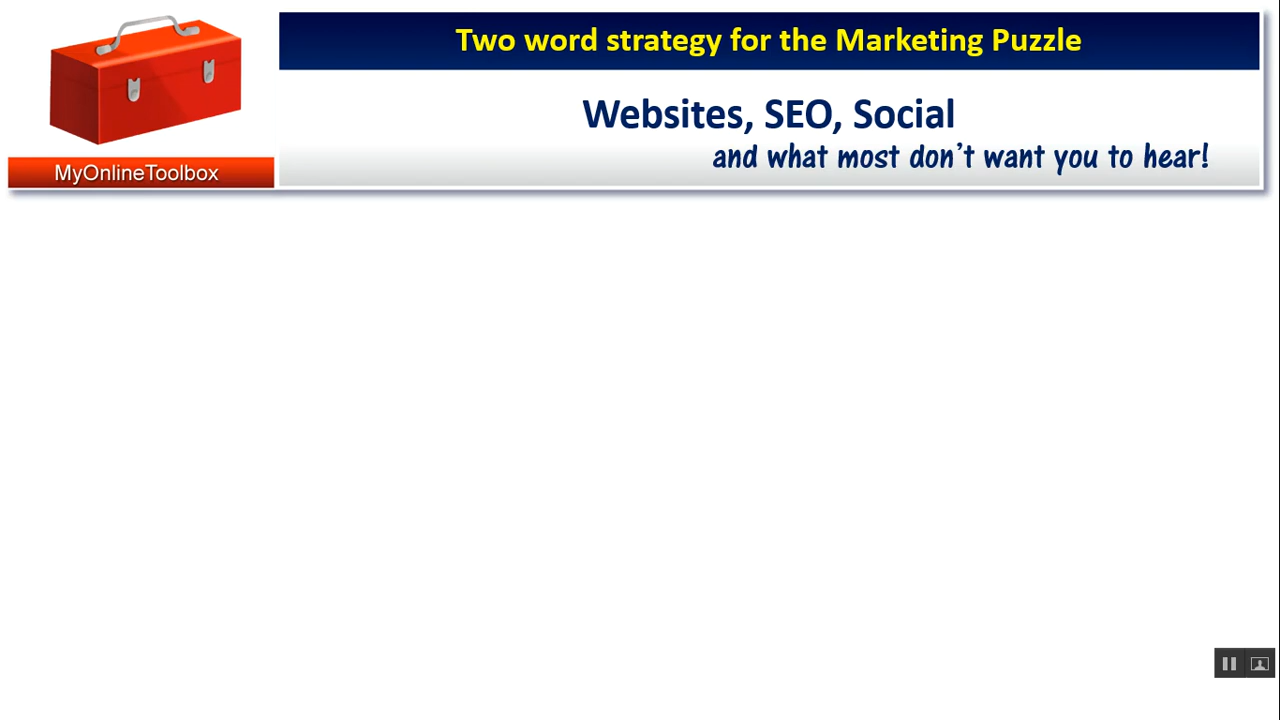 Two word strategy for the Marketing Puzzle
Websites, SEO, Social
and what most don't want you to hear!
MyOnlineToolbox